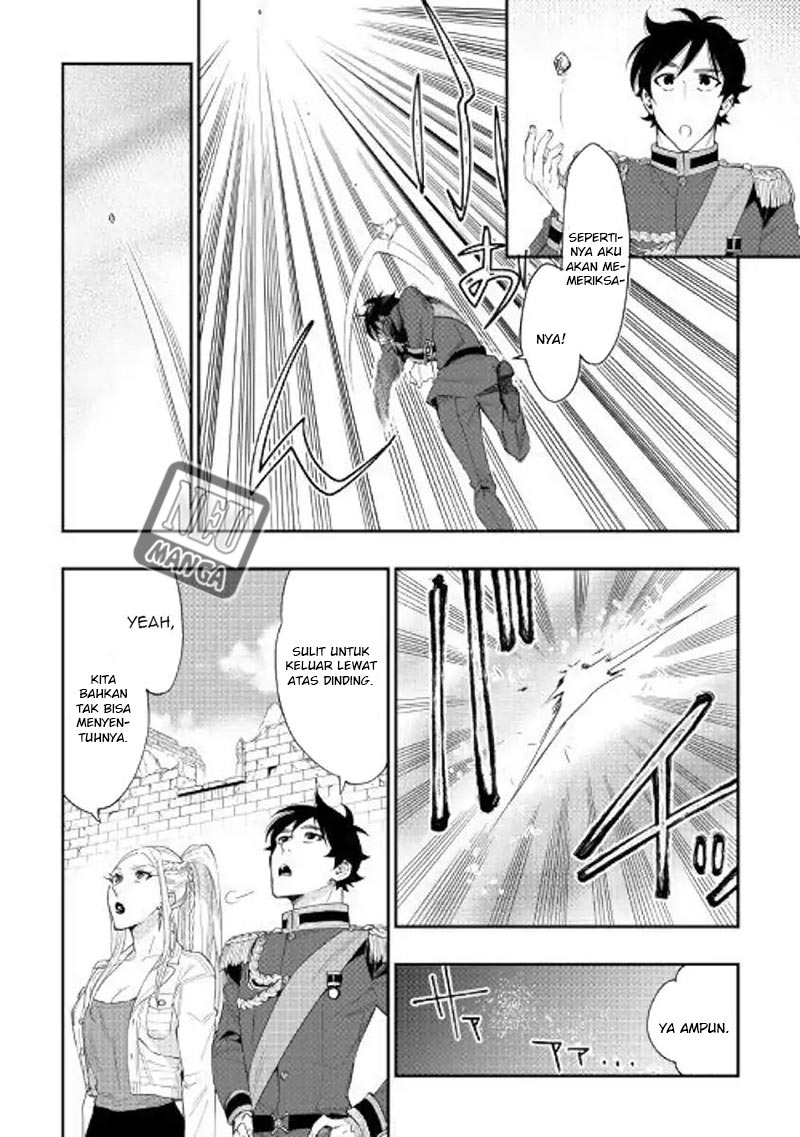 SEPERTI-
NYA AKU
AKAN ME-
MERIKSA-
NYA!
NEU
MANGA
YA AMPUN.
SULIT UNTUK
KELUAR LEWAT
ATAS DINDING.
YEAH,
KITA
BAHKAN
TAK BISA
MENYEN-
TUHNYA.